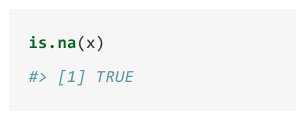 is.na(x)
#> [1] TRUE